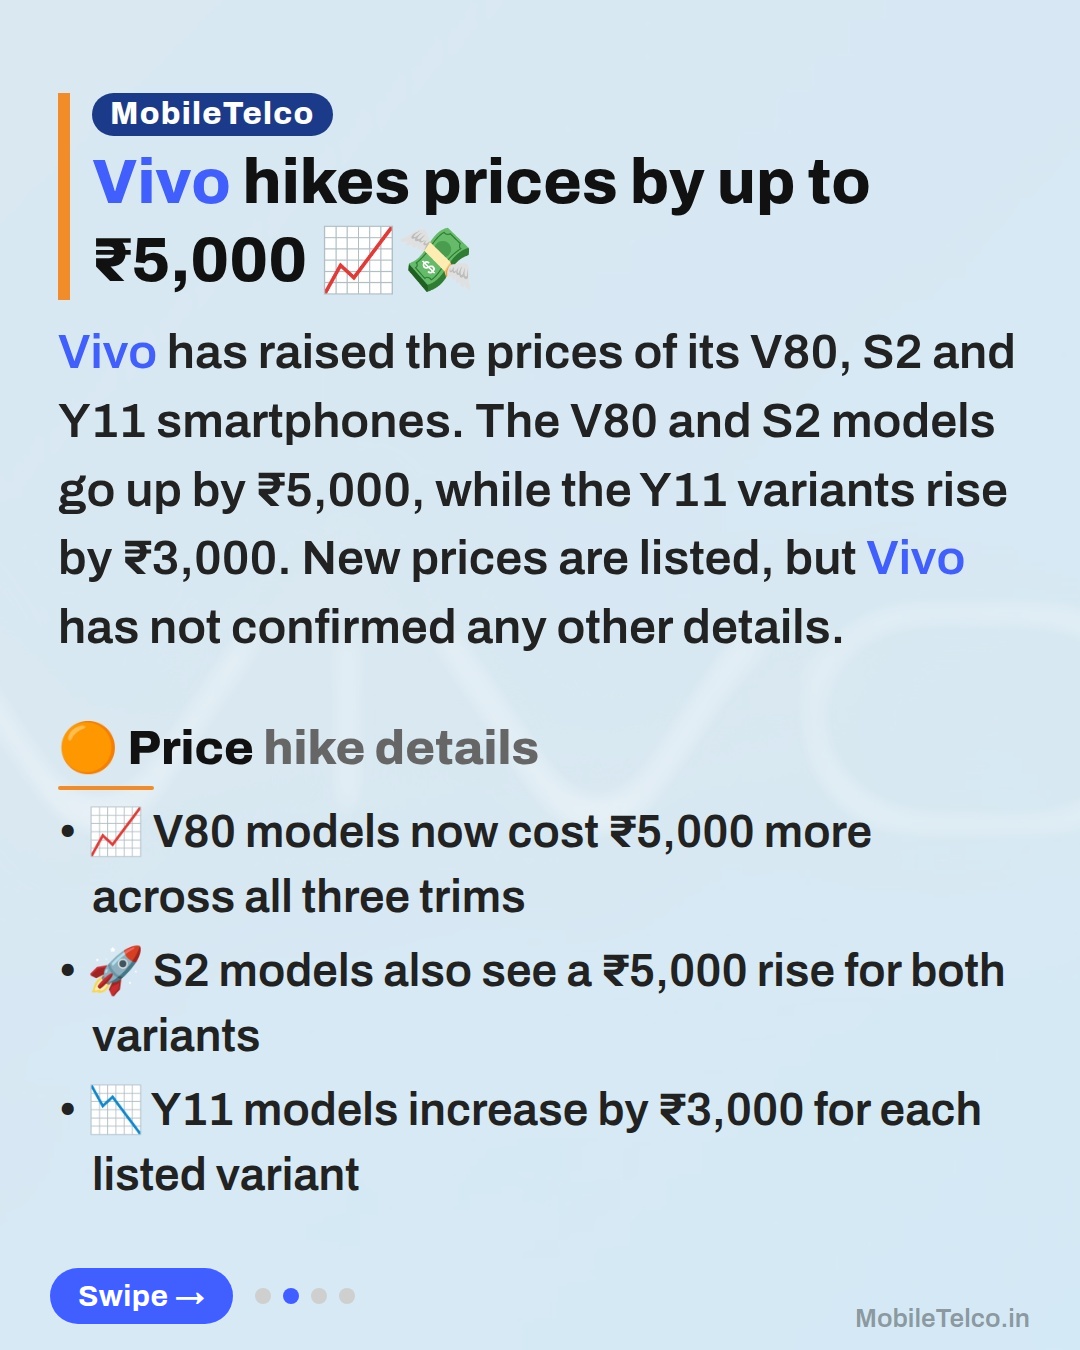 MobileTelco
Vivo hikes prices by up to
₹5,000 📈💸
Vivo has raised the prices of its V80, S2 and
Y11 smartphones. The V80 and S2 models
go up by ₹5,000, while the Y11 variants rise
by ₹3,000. New prices are listed, but Vivo
has not confirmed any other details.
🟠 Price hike details
• 📈 V80 models now cost ₹5,000 more
across all three trims
• 🚀 S2 models also see a ₹5,000 rise for both
variants
• 📉 Y11 models increase by ₹3,000 for each
listed variant
Swipe →
MobileTelco.in